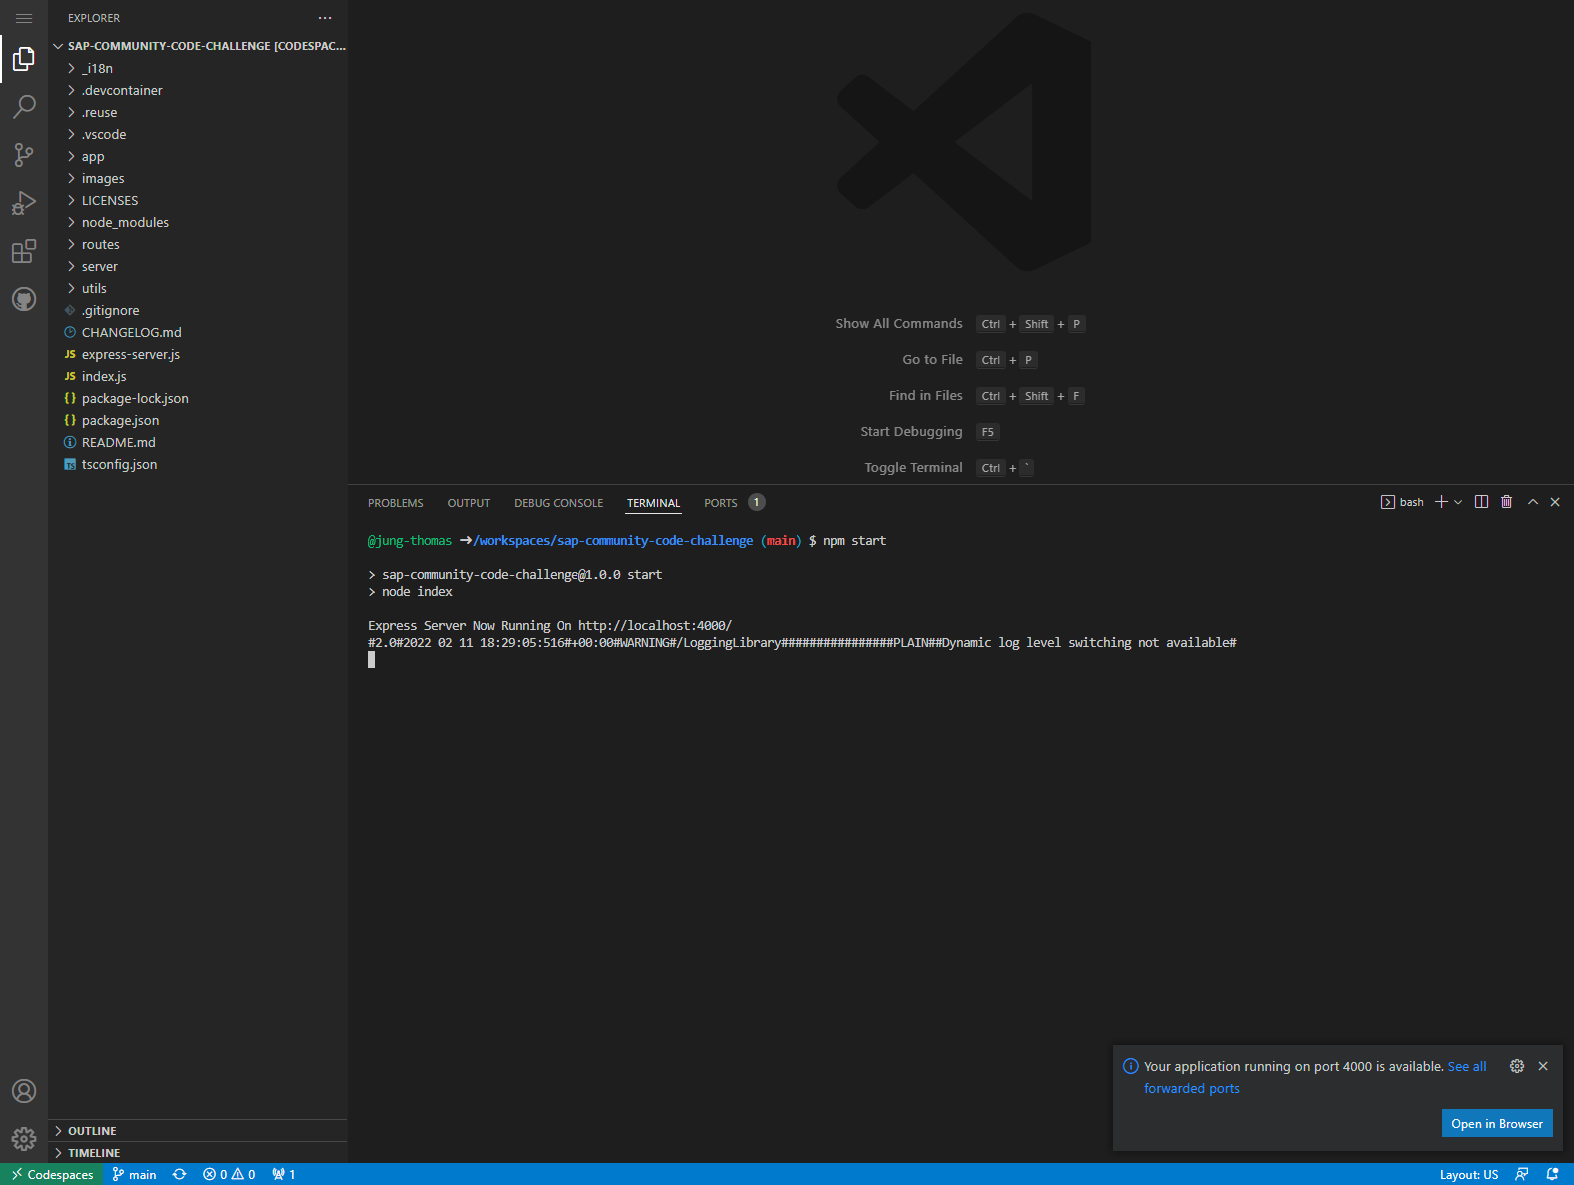 EXPLORER
SAP-COMMUNITY-CODE-CHALLENGE [CODESPAC...
_i18n
.devcontainer
.reuse
.vscode
app
images
LICENSES
node_modules
routes
server
utils
.gitignore
CHANGELOG.md
JS express-server.js
JS index.js
{} package-lock.json
{} package.json
README.md
TS tsconfig.json
OUTLINE
TIMELINE
Show All Commands Ctrl + Shift + P
Go to File Ctrl + P
Find in Files Ctrl + Shift + F
Start Debugging F5
Toggle Terminal Ctrl + `
PROBLEMS OUTPUT DEBUG CONSOLE TERMINAL PORTS 1 bash
@jung-thomas ➜/workspaces/sap-community-code-challenge (main) $ npm start
> sap-community-code-challenge@1.0.0 start
> node index
Express Server Now Running On http://localhost:4000/
#2.0#2022 02 11 18:29:05:516#+00:00#WARNING#/LoggingLibrary################PLAIN##Dynamic log level switching not available#
Your application running on port 4000 is available. See all
forwarded ports
Open in Browser
Codespaces main 0 0 1 Layout: US